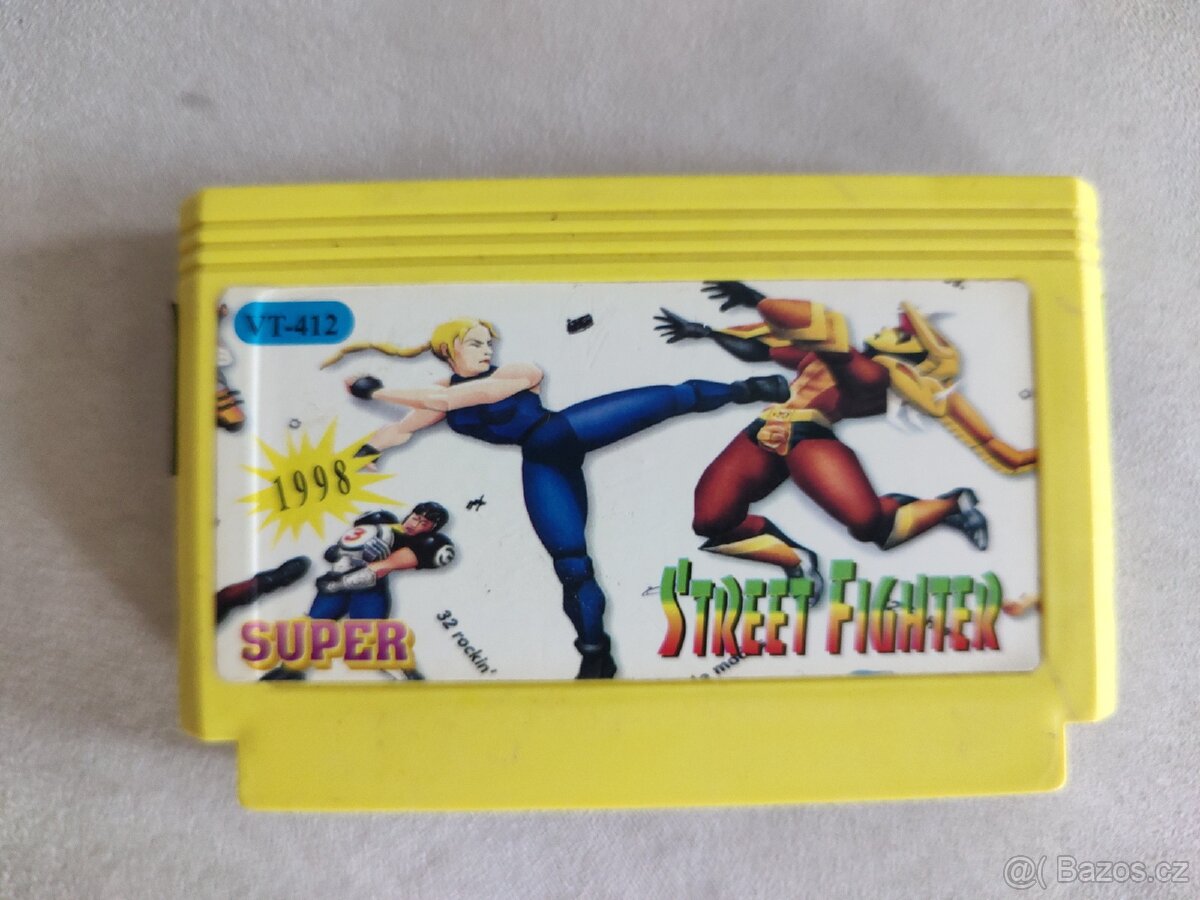 VT-412
1998
SUPER
32 rockin'
STREET FIGHTER
@( Bazos.cz